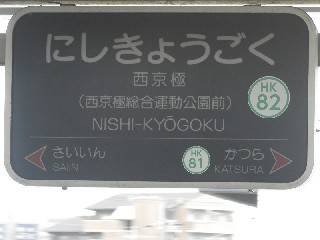 にしきょうごく
西京極
(西京極総合運動公園前)
NISHI-KYŌGOKU
HK
82
さいいん
SAIIN
HK
81
かつら
KATSURA